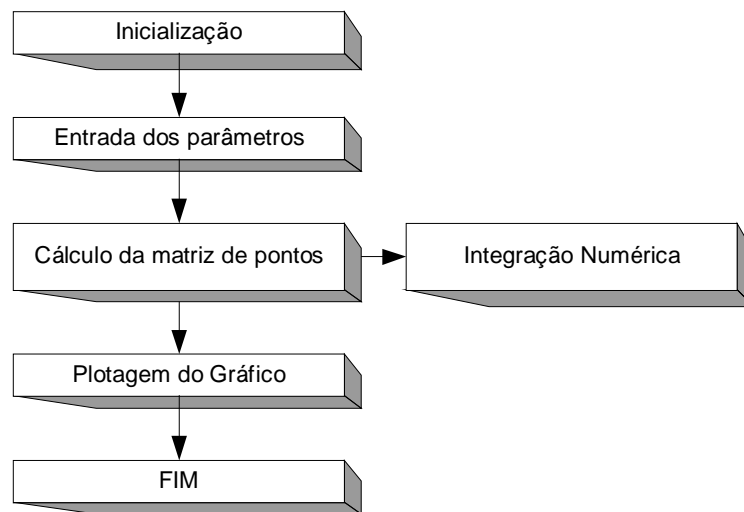 Inicialização
Entrada dos parâmetros
Cálculo da matriz de pontos
Integração Numérica
Plotagem do Gráfico
FIM